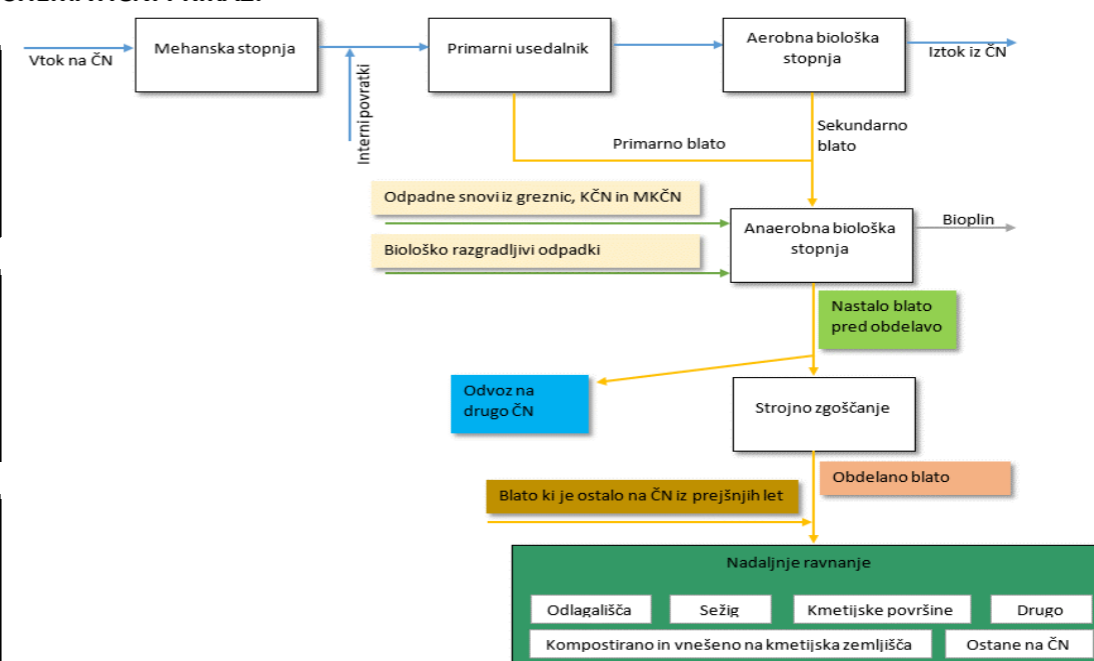 Vtok na ČN
Mehanska stopnja
Interni povratki
Primarni usedalnik
Aerobna biološka
stopnja
Iztok iz ČN
Primarno blato
Sekundarno
blato
Odpadne snovi iz greznic, KČN in MKČN
Biološko razgradljivi odpadki
Anaerobna biološka
stopnja
Bioplin
Nastalo blato
pred obdelavo
Odvoz na
drugo ČN
Strojno zgoščanje
Obdelano blato
Blato ki je ostalo na ČN iz prejšnjih let
Nadaljnje ravnanje
Odlagališča
Sežig
Kmetijske površine
Drugo
Kompostirano in vnešeno na kmetijska zemljišča
Ostane na ČN